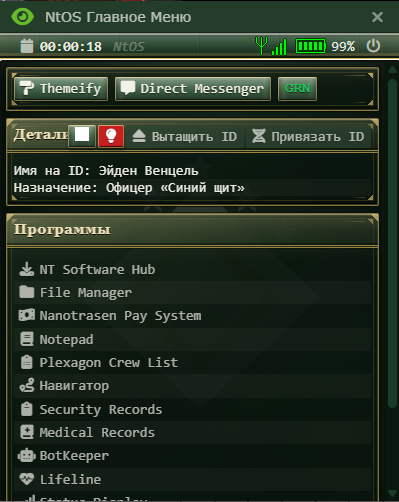 NtOS Главное Меню
00:00:18 NtOS 99%
Themeify Direct Messenger GRN
Детали Вытащить ID Привязать ID
Имя на ID: Эйден Венцель
Назначение: Офицер «Синий щит»
Программы
NT Software Hub
File Manager
Nanotrasen Pay System
Notepad
Plexagon Crew List
Навигатор
Security Records
Medical Records
BotKeeper
Lifeline
Status Display